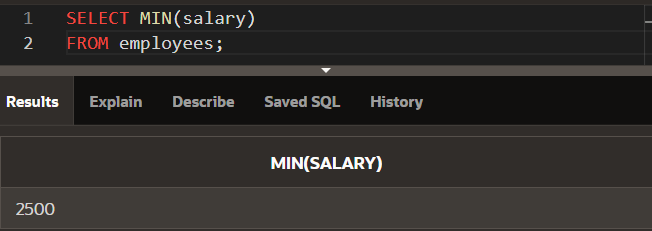 1 SELECT MIN(salary)
2 FROM employees;
Results Explain Describe Saved SQL History
MIN(SALARY)
2500